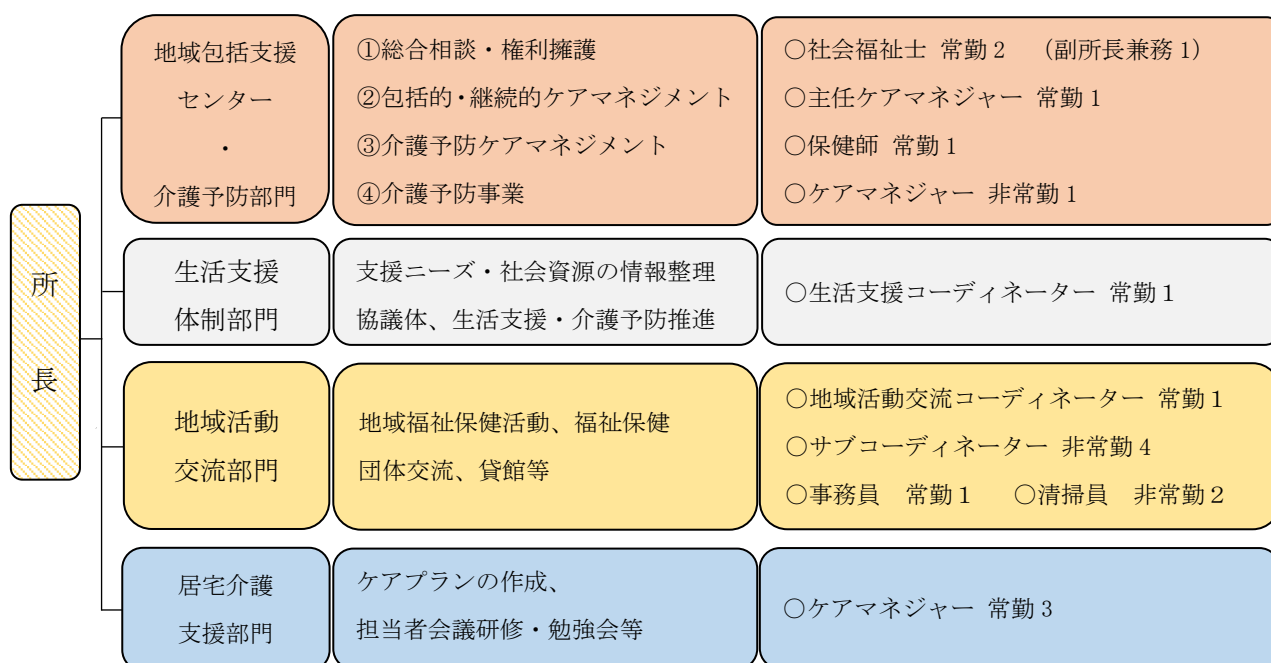 所
長
地域包括支援
センター
・
介護予防部門
①総合相談・権利擁護
②包括的・継続的ケアマネジメント
③介護予防ケアマネジメント
④介護予防事業
〇社会福祉士 常勤2 (副所長兼務1)
〇主任ケアマネジャー 常勤1
〇保健師 常勤1
〇ケアマネジャー 非常勤1
生活支援
体制部門
支援ニーズ・社会資源の情報整理
協議体、生活支援・介護予防推進
〇生活支援コーディネーター 常勤1
地域活動
交流部門
地域福祉保健活動、福祉保健
団体交流、貸館等
〇地域活動交流コーディネーター 常勤1
〇サブコーディネーター 非常勤4
〇事務員 常勤1 〇清掃員 非常勤2
居宅介護
支援部門
ケアプランの作成、
担当者会議研修・勉強会等
〇ケアマネジャー 常勤3